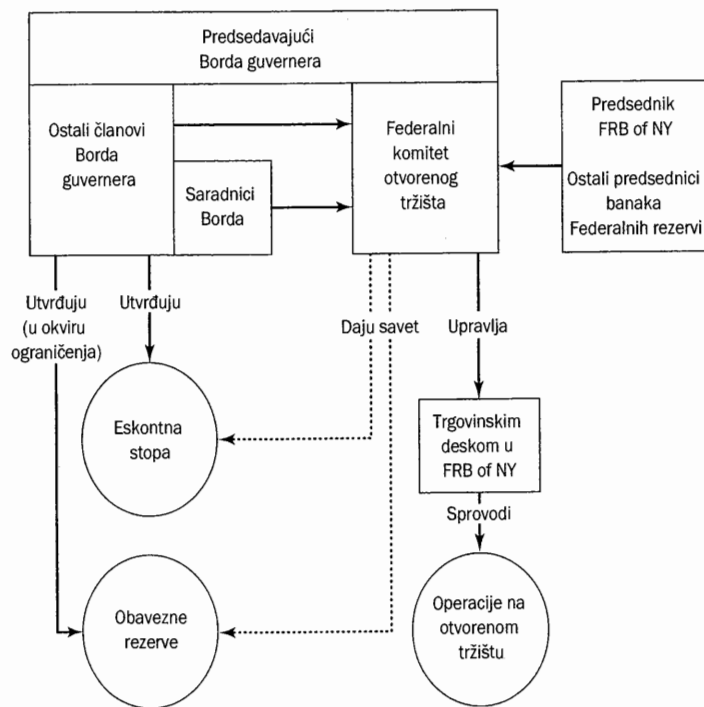 Predsedavajući
Borda guvernera
Ostali članovi
Borda
guvernera
Saradnici
Borda
Federalni
komitet
otvorenog
tržišta
Predsednik
FRB of NY
Ostali predsednici
banaka
Federalnih rezervi
Utvrđuju
(u okviru
ograničenja)
Utvrđuju
Daju savet
Upravlja
Eskontna
stopa
Trgovinskim
deskom u
FRB of NY
Sprovodi
Obavezne
rezerve
Operacije na
otvorenom
tržištu